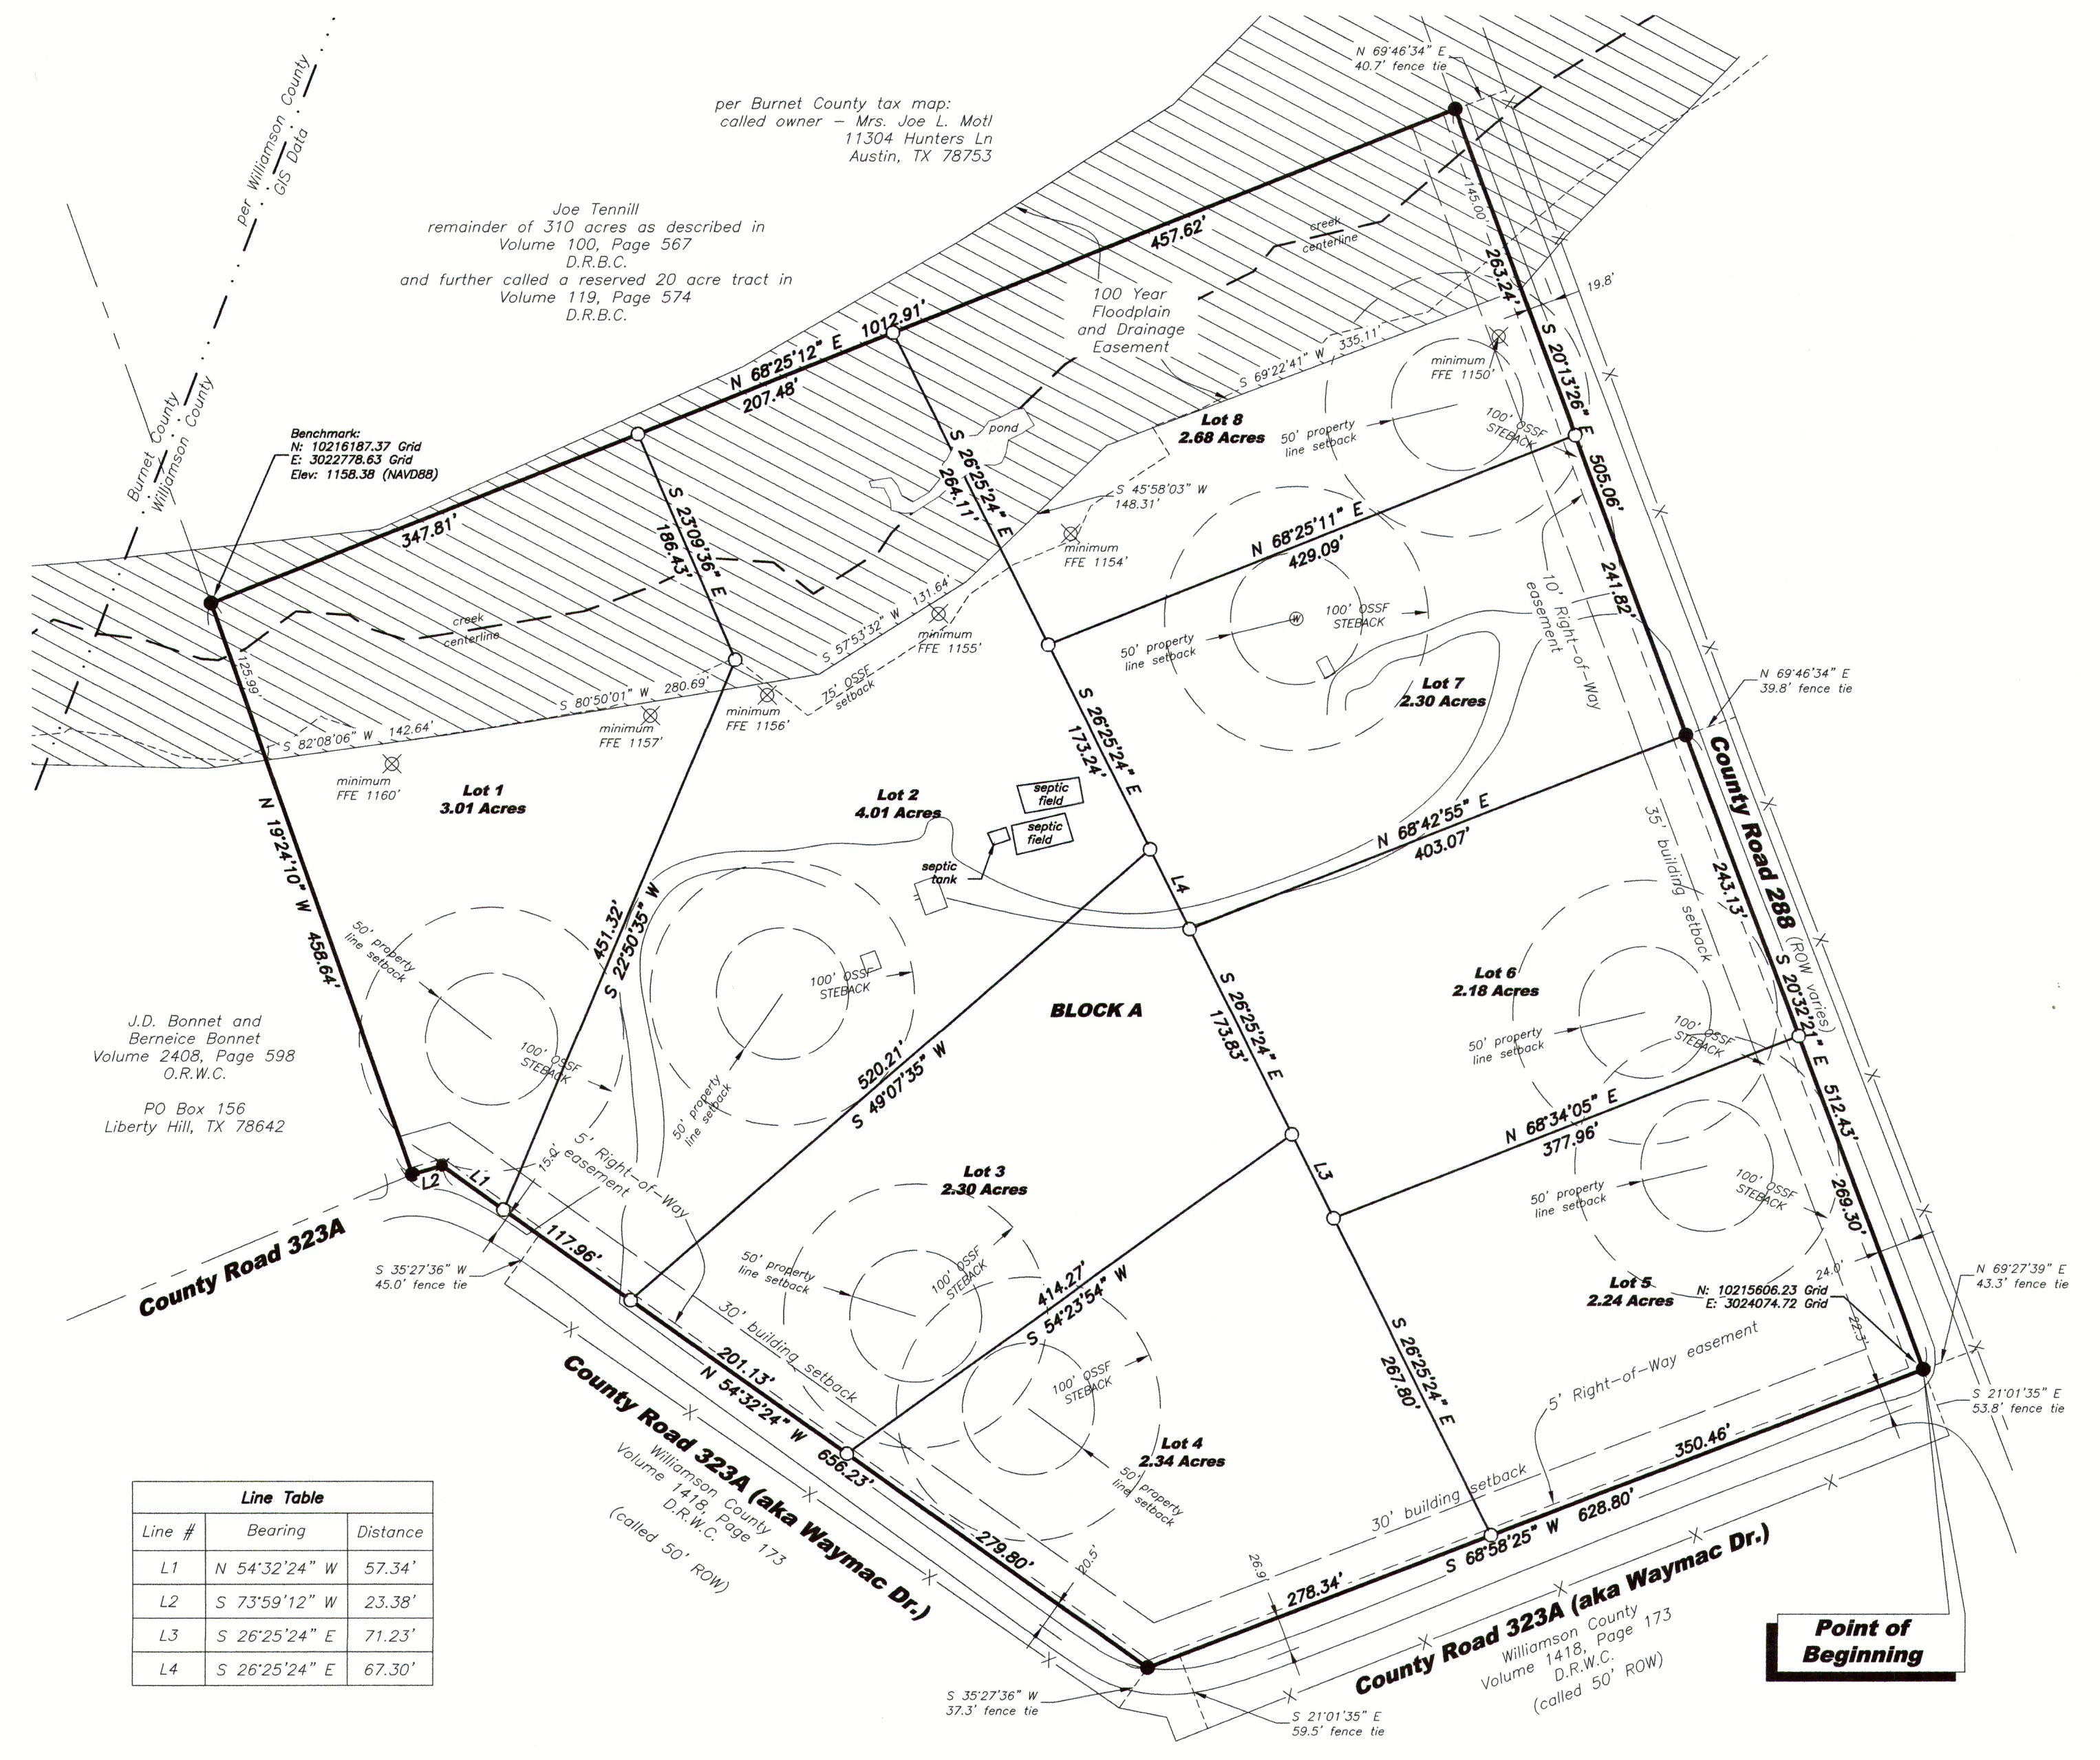 N 69°46'34" E
40.7' fence tie
per Williamson County
GIS Data
per Burnet County tax map:
called owner – Mrs. Joe L. Motl
11304 Hunters Ln
Austin, TX 78753
Joe Tennill
remainder of 310 acres as described in
Volume 100, Page 567
D.R.B.C.
and further called a reserved 20 acre tract in
Volume 119, Page 574
D.R.B.C.
145.00'
263.24'
457.62'
creek
centerline
100 Year
Floodplain
and Drainage
Easement
19.8'
N 68°25'12" E 1012.91'
207.48'
S 69°22'41" W 335.11'
minimum
FFE 1150'
S 20°13'26" E 505.06'
Burnet County
Williamson County
Benchmark:
N: 10216187.37 Grid
E: 3022778.63 Grid
Elev: 1158.38 (NAVD88)
347.81'
Lot 8
2.68 Acres
50' property
line setback
100' OSSF
STEBACK
pond
S 26°25'24" E
264.11'
S 45°58'03" W
148.31'
S 23°09'36" E
186.43'
N 68°25'11" E
429.09'
minimum
FFE 1154'
241.82'
10' Right-of-Way
easement
creek
centerline
125.99'
S 57°53'32" W 131.64'
minimum
FFE 1155'
100' OSSF
STEBACK
50' property
line setback
75' OSSF
setback
S 80°50'01" W 280.69'
minimum
FFE 1156'
minimum
FFE 1157'
S 82°08'06" W 142.64'
minimum
FFE 1160'
Lot 7
2.30 Acres
N 69°46'34" E
39.8' fence tie
S 26°25'24" E
173.24'
Lot 1
3.01 Acres
Lot 2
4.01 Acres
septic
field
septic
field
septic
tank
N 68°42'55" E
403.07'
County Road 288
(ROW varies)
35' building setback
243.13'
L4
N 19°24'10" W
458.64'
451.32'
S 22°50'35" W
50' property
line setback
100' OSSF
STEBACK
100' OSSF
STEBACK
50' property
line setback
BLOCK A
Lot 6
2.18 Acres
S 26°25'24" E
173.83'
S 20°32'21" E 512.43'
50' property
line setback
100' OSSF
STEBACK
J.D. Bonnet and
Berneice Bonnet
Volume 2408, Page 598
O.R.W.C.
PO Box 156
Liberty Hill, TX 78642
520.21'
S 49°07'35" W
N 68°34'05" E
377.96'
L2
L1
15.0'
5' Right-of-Way
easement
Lot 3
2.30 Acres
L3
50' property
line setback
100' OSSF
STEBACK
269.30'
County Road 323A
S 35°27'36" W
45.0' fence tie
117.96'
50' property
line setback
100' OSSF
STEBACK
414.27'
S 54°23'54" W
Lot 5
2.24 Acres
24.0'
N: 10215606.23 Grid
E: 3024074.72 Grid
N 69°27'39" E
43.3' fence tie
22.3'
S 26°25'24" E
267.80'
30' building setback
201.13'
N 54°32'24" W 656.23'
100' OSSF
STEBACK
5' Right-of-Way easement
S 21°01'35" E
53.8' fence tie
County Road 323A (aka Waymac Dr.)
Williamson County
Volume 1418, Page 173
D.R.W.C.
(called 50' ROW)
Lot 4
2.34 Acres
50' property
line setback
350.46'
30' building setback
S 68°58'25" W 628.80'
279.80'
20.5'
26.9'
278.34'
County Road 323A (aka Waymac Dr.)
Williamson County
Volume 1418, Page 173
D.R.W.C.
(called 50' ROW)
Line Table
Line # Bearing Distance
L1 N 54°32'24" W 57.34'
L2 S 73°59'12" W 23.38'
L3 S 26°25'24" E 71.23'
L4 S 26°25'24" E 67.30'
Point of
Beginning
S 35°27'36" W
37.3' fence tie
S 21°01'35" E
59.5' fence tie